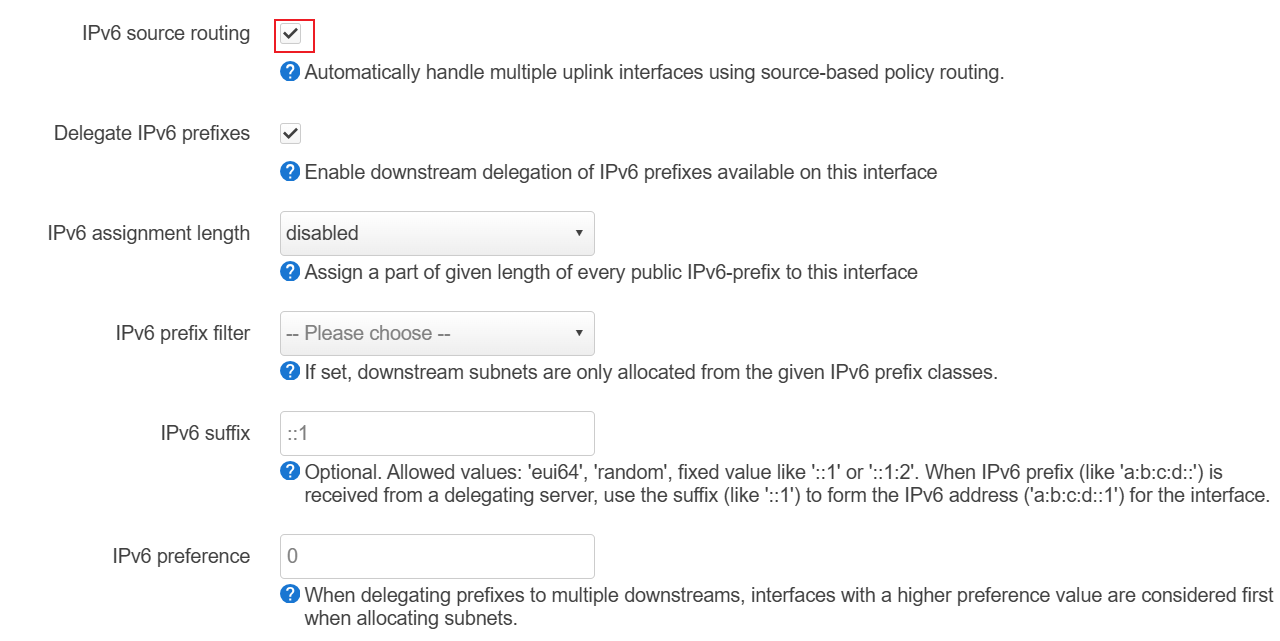 IPv6 source routing
Automatically handle multiple uplink interfaces using source-based policy routing.
Delegate IPv6 prefixes
Enable downstream delegation of IPv6 prefixes available on this interface
IPv6 assignment length
disabled
Assign a part of given length of every public IPv6-prefix to this interface
IPv6 prefix filter
-- Please choose --
If set, downstream subnets are only allocated from the given IPv6 prefix classes.
IPv6 suffix
::1
Optional. Allowed values: 'eui64', 'random', fixed value like '::1' or '::1:2'. When IPv6 prefix (like 'a:b:c:d::') is
received from a delegating server, use the suffix (like '::1') to form the IPv6 address ('a:b:c:d::1') for the interface.
IPv6 preference
0
When delegating prefixes to multiple downstreams, interfaces with a higher preference value are considered first
when allocating subnets.